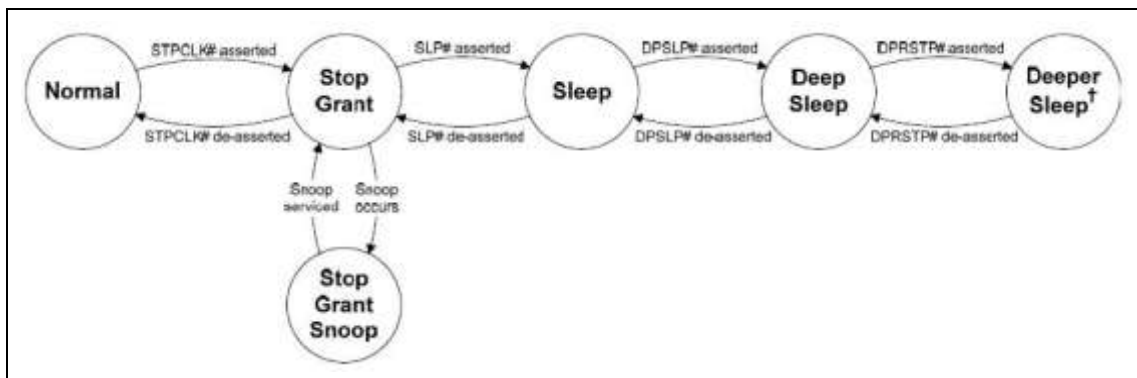 STPCLK# asserted
SLP# asserted
DPSLP# asserted
DPRSTP# asserted
Normal
Stop
Grant
Sleep
Deep
Sleep
Deeper
Sleep†
STPCLK# de-asserted
SLP# de-asserted
DPSLP# de-asserted
DPRSTP# de-asserted
Snoop
serviced
Snoop
occurs
Stop
Grant
Snoop